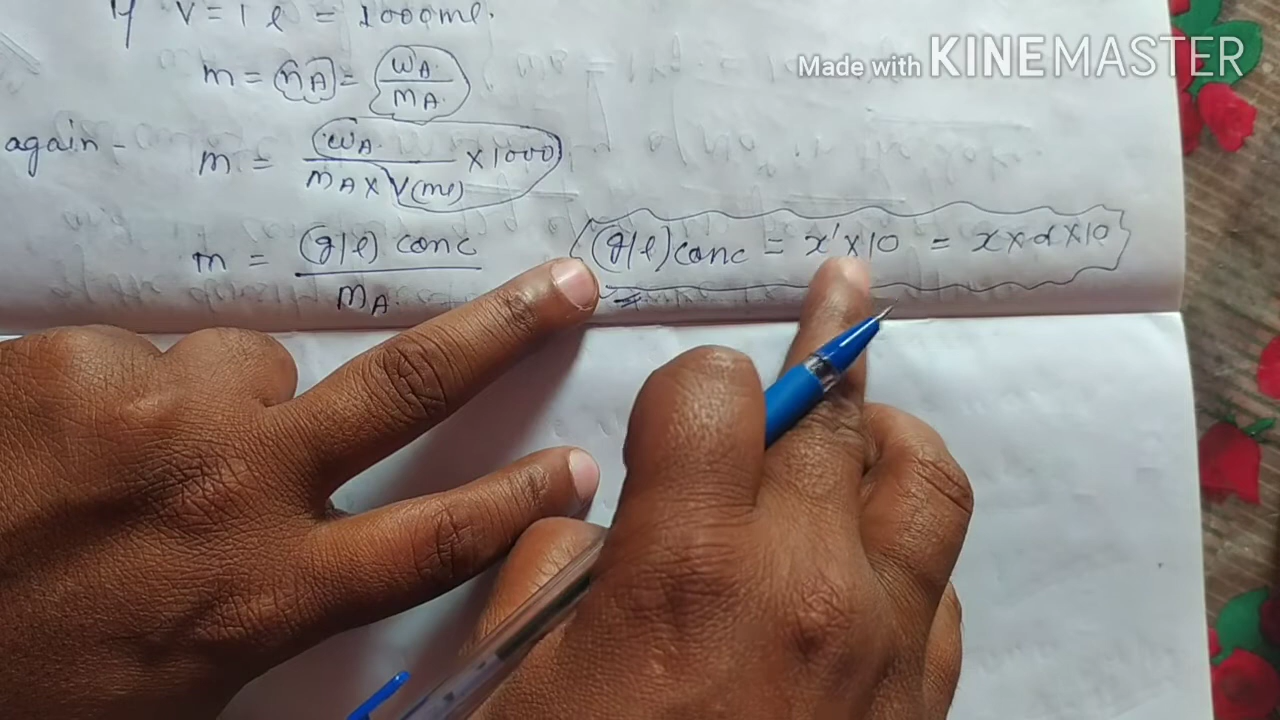 If V = 1 l = 1000ml.
Made with KINEMASTER
m = nA = wA / MA
again - m = wA / MA × V(ml) × 1000
m = (g/l) conc / MA (g/l) conc = x' × 10 = x × d × 10